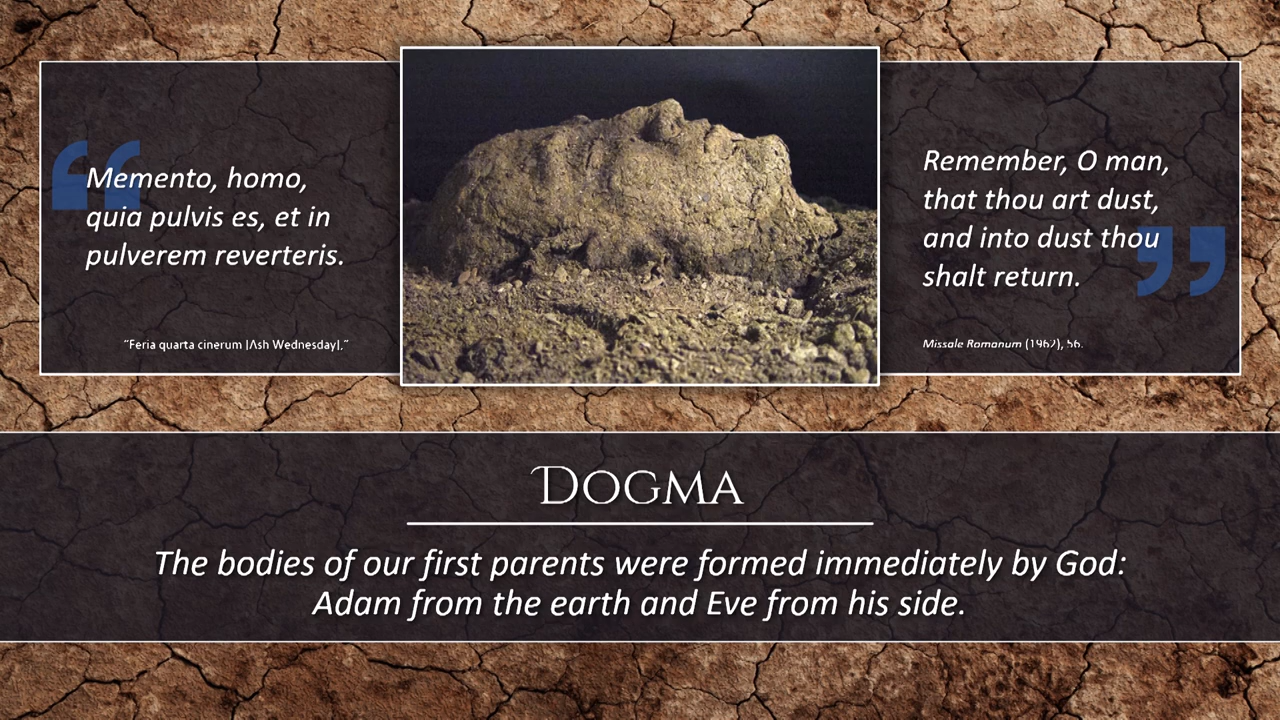 “
Memento, homo,
quia pulvis es, et in
pulverem reverteris.
“Feria quarta cinerum [Ash Wednesday],”
Remember, O man,
that thou art dust,
and into dust thou
shalt return.
”
Missale Romanum (1962), 56.
Dogma
The bodies of our first parents were formed immediately by God:
Adam from the earth and Eve from his side.